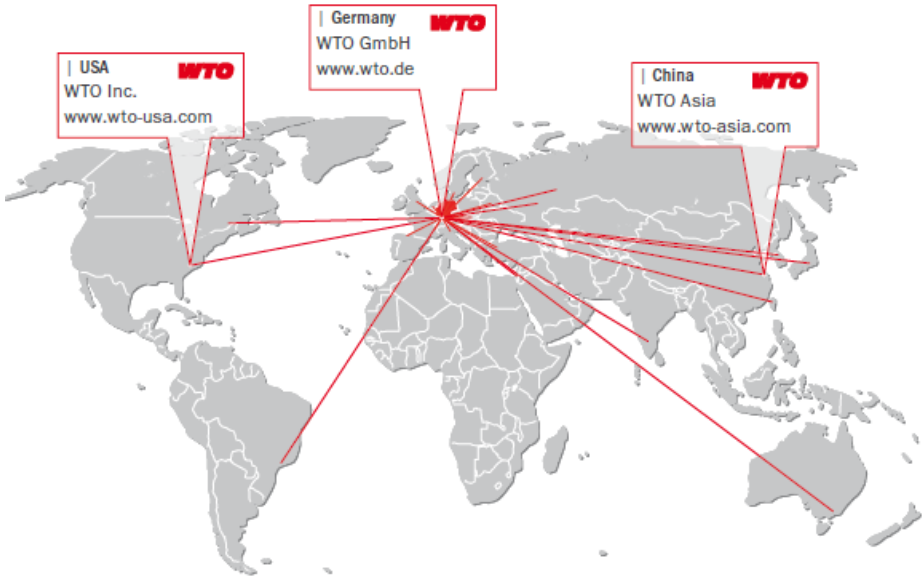 | USA WTO
WTO Inc.
www.wto-usa.com
| Germany WTO
WTO GmbH
www.wto.de
| China WTO
WTO Asia
www.wto-asia.com